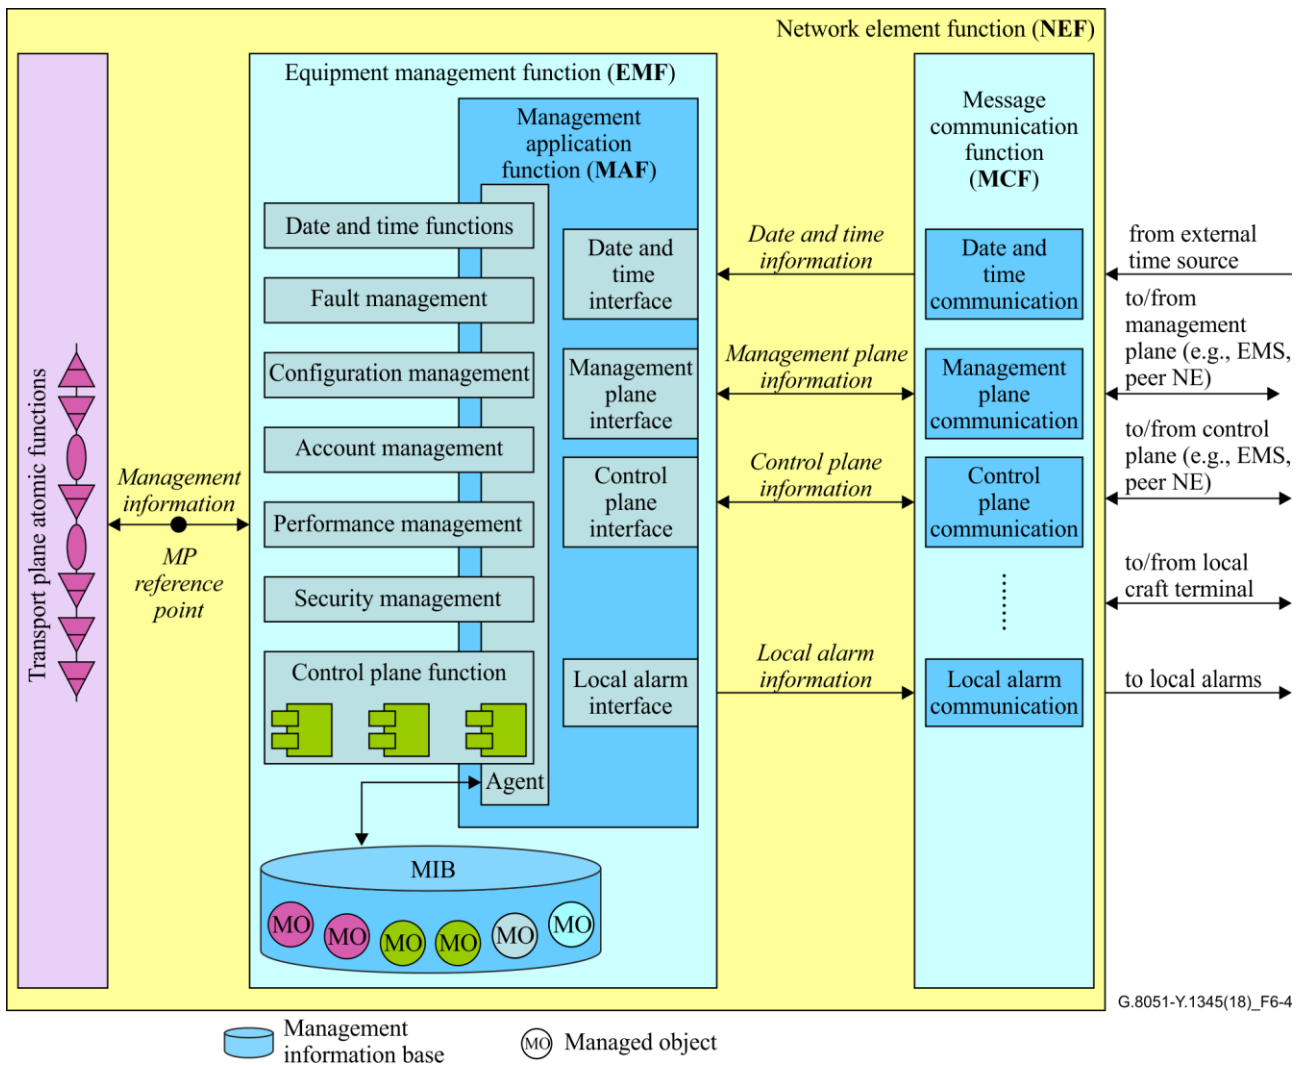 Network element function (NEF)
Equipment management function (EMF)
Management
application
function (MAF)
Message
communication
function
(MCF)
Transport plane atomic functions
Management
information
MP
reference
point
Date and time functions
Fault management
Configuration management
Account management
Performance management
Security management
Control plane function
Agent
Date and
time
interface
Management
plane
interface
Control
plane
interface
Local alarm
interface
Date and time
information
Management plane
information
Control plane
information
Local alarm
information
Date and
time
communication
Management
plane
communication
Control
plane
communication
Local alarm
communication
from external
time source
to/from
management
plane (e.g., EMS,
peer NE)
to/from control
plane (e.g., EMS,
peer NE)
to/from local
craft terminal
to local alarms
MIB
MO
MO
MO
MO
MO
MO
G.8051-Y.1345(18)_F6-4
Management
information base
MO
Managed object